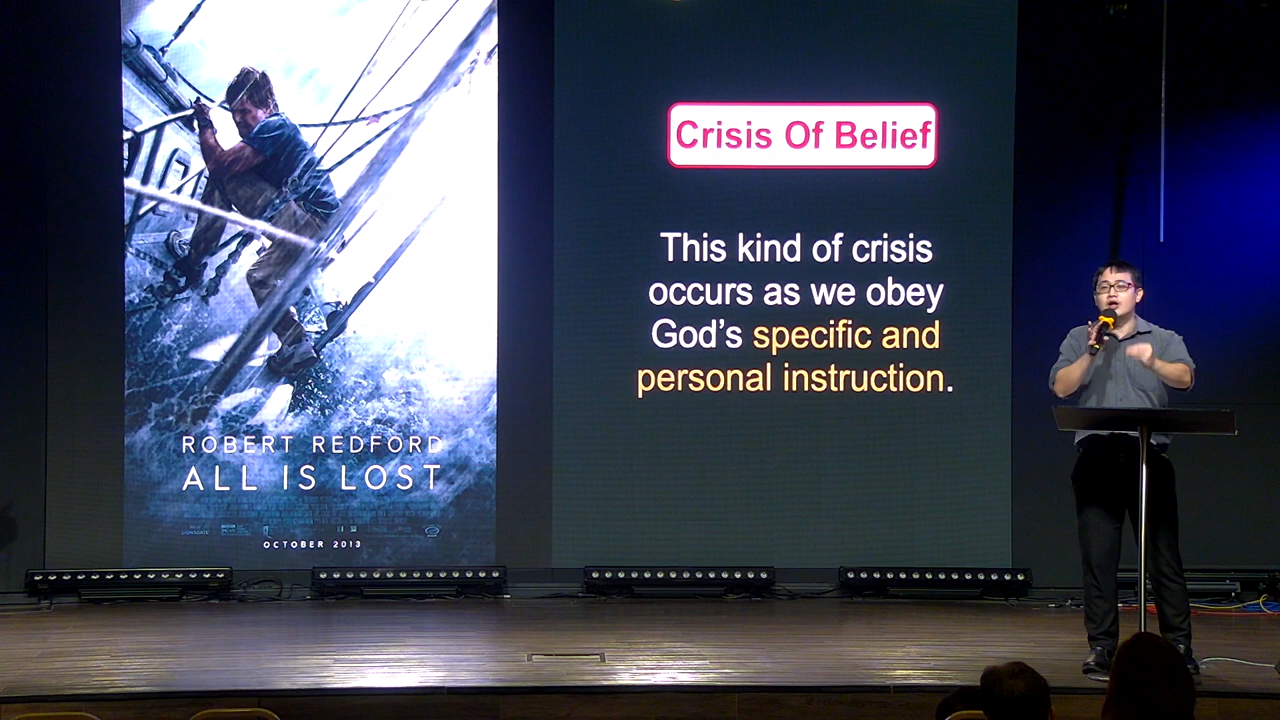 ROBERT REDFORD
ALL IS LOST
OCTOBER 2013
Crisis Of Belief
This kind of crisis
occurs as we obey
God's specific and
personal instruction.